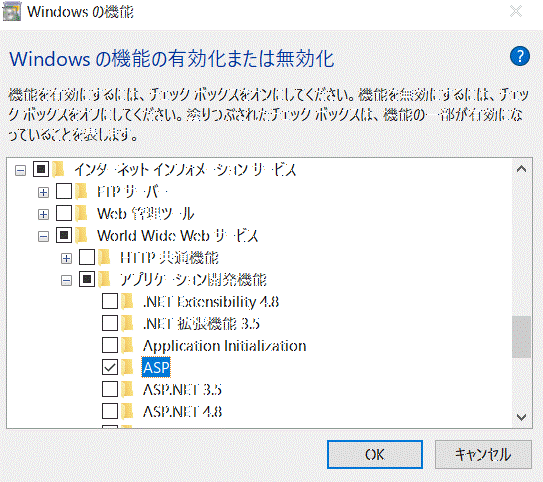 Windows の機能
Windows の機能の有効化または無効化
機能を有効にするには、チェック ボックスをオンにしてください。機能を無効にするには、チェッ
ク ボックスをオフにしてください。塗りつぶされたチェック ボックスは、機能の一部が有効にな
っていることを表します。
インターネット インフォメーション サービス
FTP サーバー
Web 管理ツール
World Wide Web サービス
HTTP 共通機能
アプリケーション開発機能
.NET Extensibility 4.8
.NET 拡張機能 3.5
Application Initialization
ASP
ASP.NET 3.5
ASP.NET 4.8
OK キャンセル